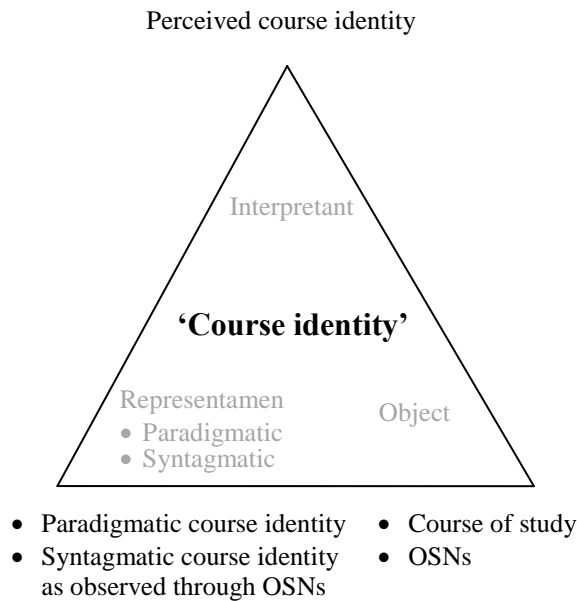 Perceived course identity
Interpretant
‘Course identity’
Representamen
• Paradigmatic
• Syntagmatic
Object
• Paradigmatic course identity
• Syntagmatic course identity
as observed through OSNs
• Course of study
• OSNs